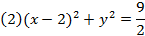 (2)(x − 2)² + y² = 9/2